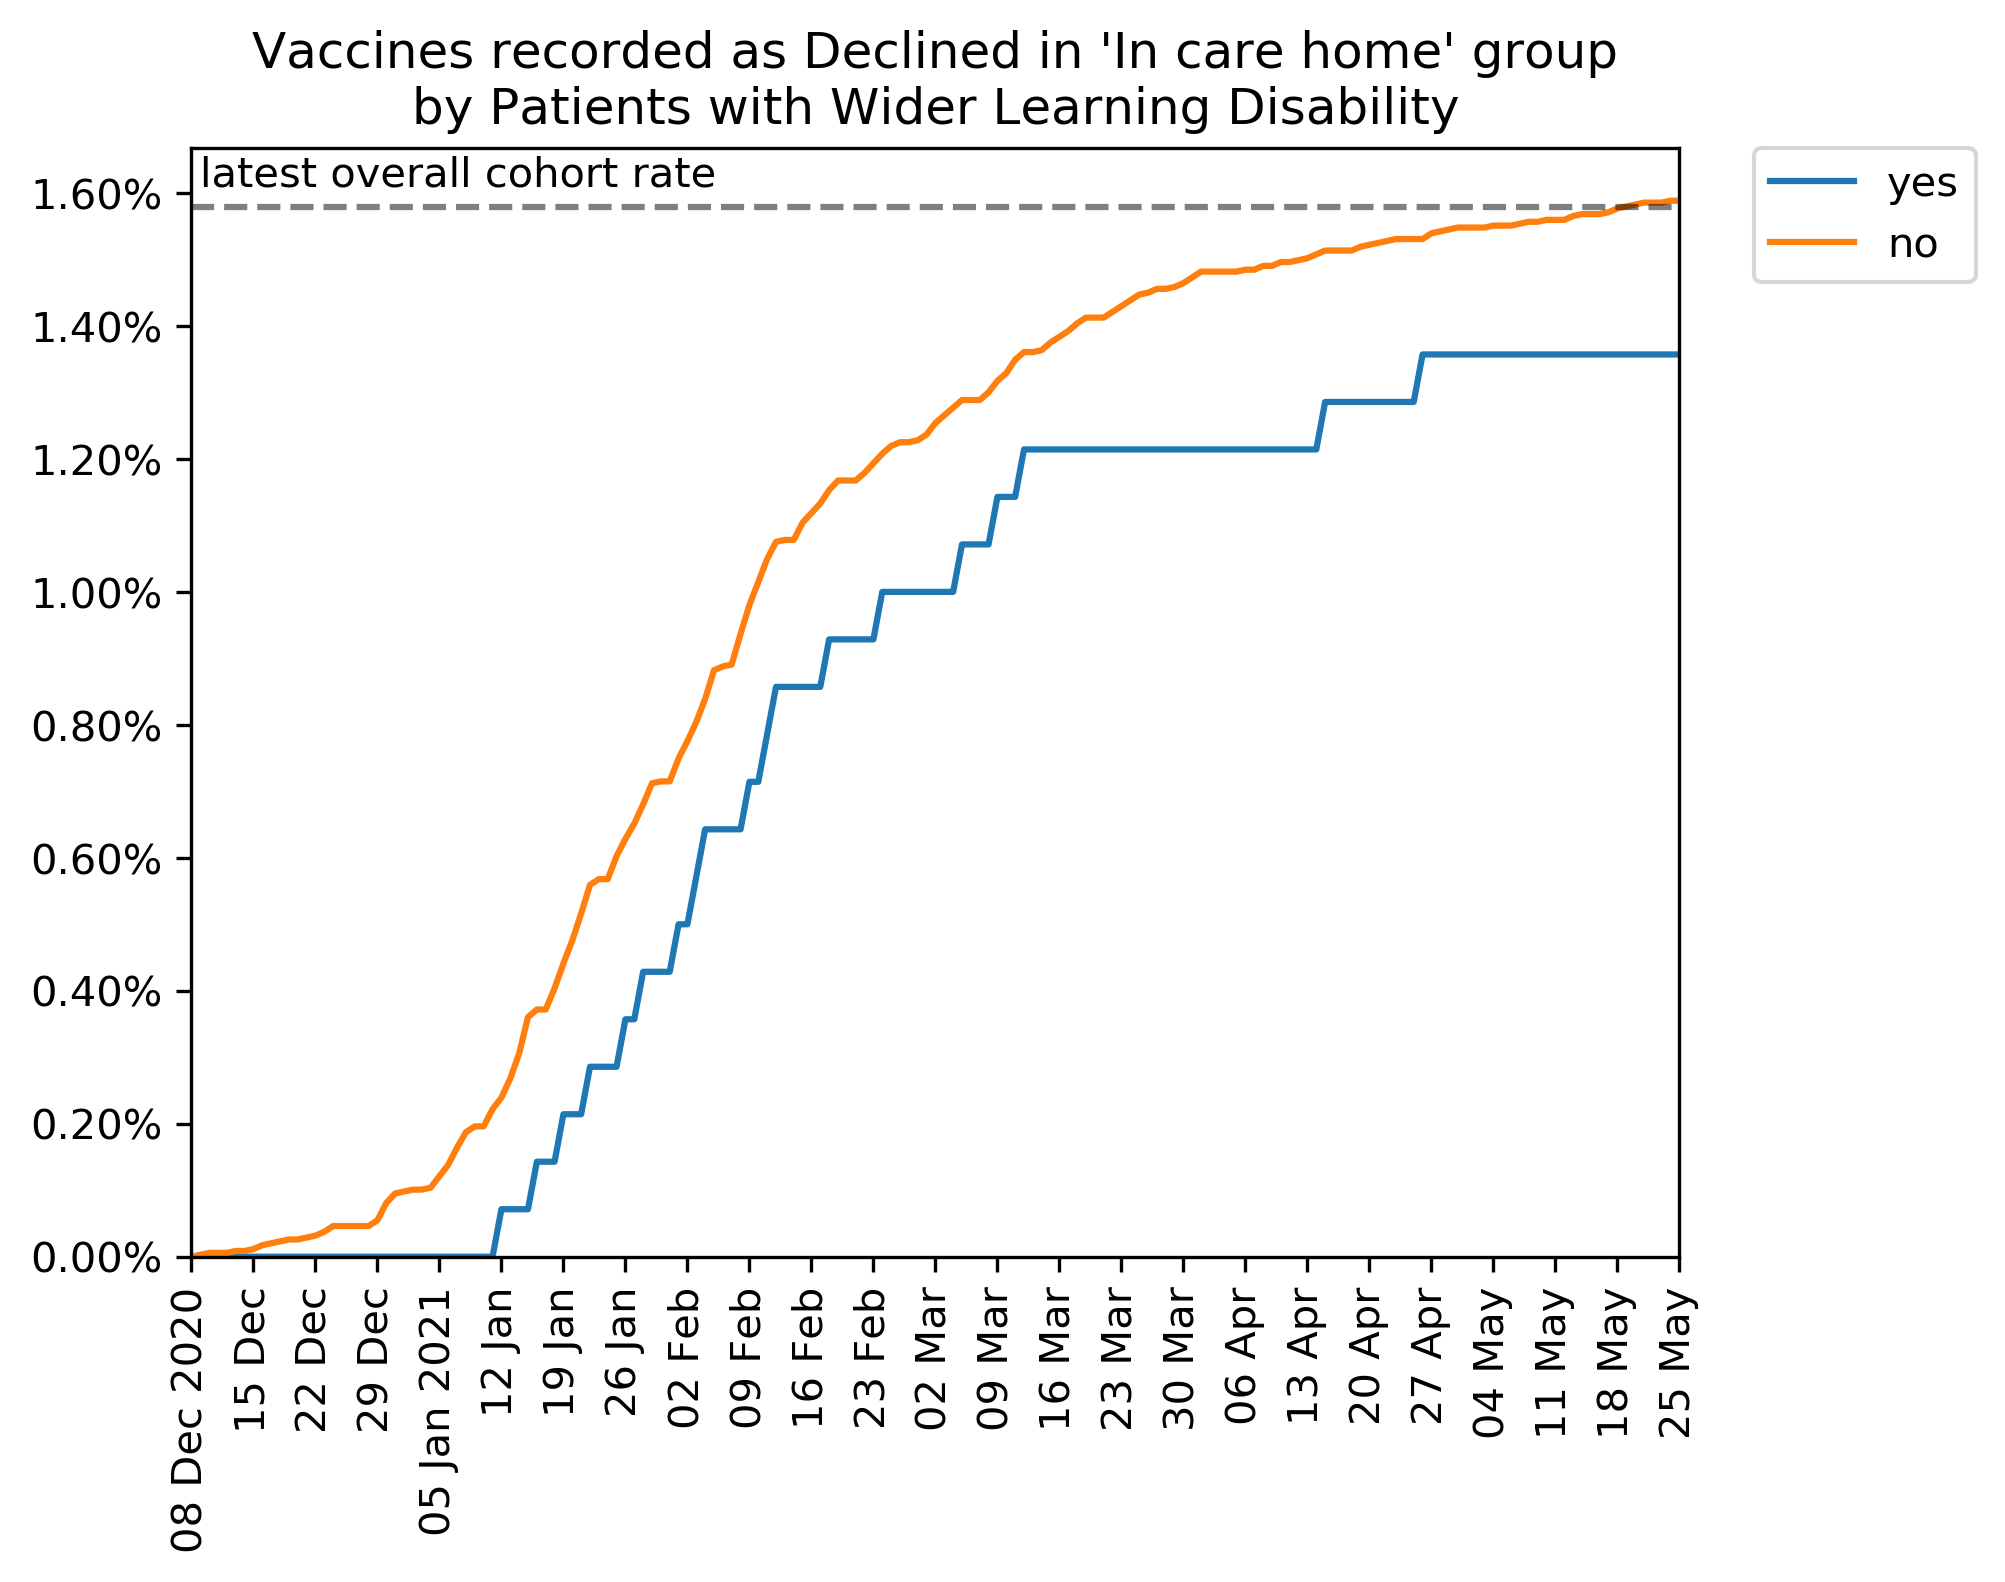 Vaccines recorded as Declined in 'In care home' group
by Patients with Wider Learning Disability
latest overall cohort rate
yes
no
1.60%
1.40%
1.20%
1.00%
0.80%
0.60%
0.40%
0.20%
0.00%
08 Dec 2020
15 Dec
22 Dec
29 Dec
05 Jan 2021
12 Jan
19 Jan
26 Jan
02 Feb
09 Feb
16 Feb
23 Feb
02 Mar
09 Mar
16 Mar
23 Mar
30 Mar
06 Apr
13 Apr
20 Apr
27 Apr
04 May
11 May
18 May
25 May